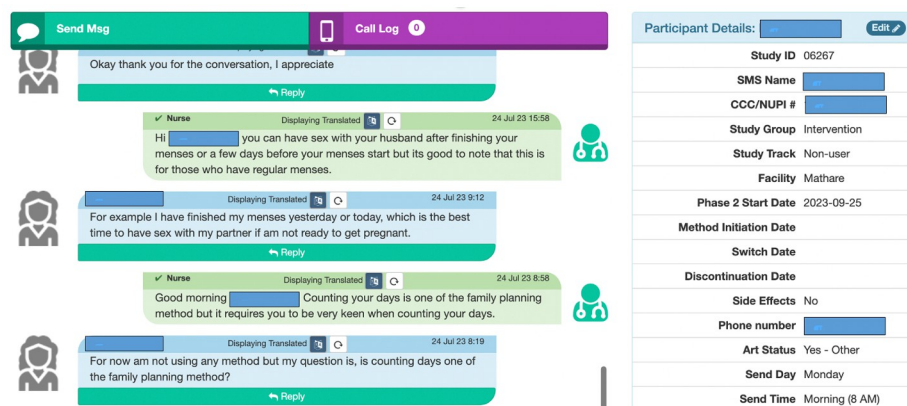 Send Msg
Call Log 0
Okay thank you for the conversation, I appreciate
Reply
Nurse Displaying Translated 24 Jul 23 15:58
Hi you can have sex with your husband after finishing your
menses or a few days before your menses start but its good to note that this is
for those who have regular menses.
Displaying Translated 24 Jul 23 9:12
For example I have finished my menses yesterday or today, which is the best
time to have sex with my partner if am not ready to get pregnant.
Reply
Nurse Displaying Translated 24 Jul 23 8:58
Good morning Counting your days is one of the family planning
method but it requires you to be very keen when counting your days.
Displaying Translated 24 Jul 23 8:19
For now am not using any method but my question is, is counting days one of
the family planning method?
Reply
Participant Details: Edit
Study ID 06267
SMS Name
CCC/NUPI #
Study Group Intervention
Study Track Non-user
Facility Mathare
Phase 2 Start Date 2023-09-25
Method Initiation Date
Switch Date
Discontinuation Date
Side Effects No
Phone number
Art Status Yes - Other
Send Day Monday
Send Time Morning (8 AM)